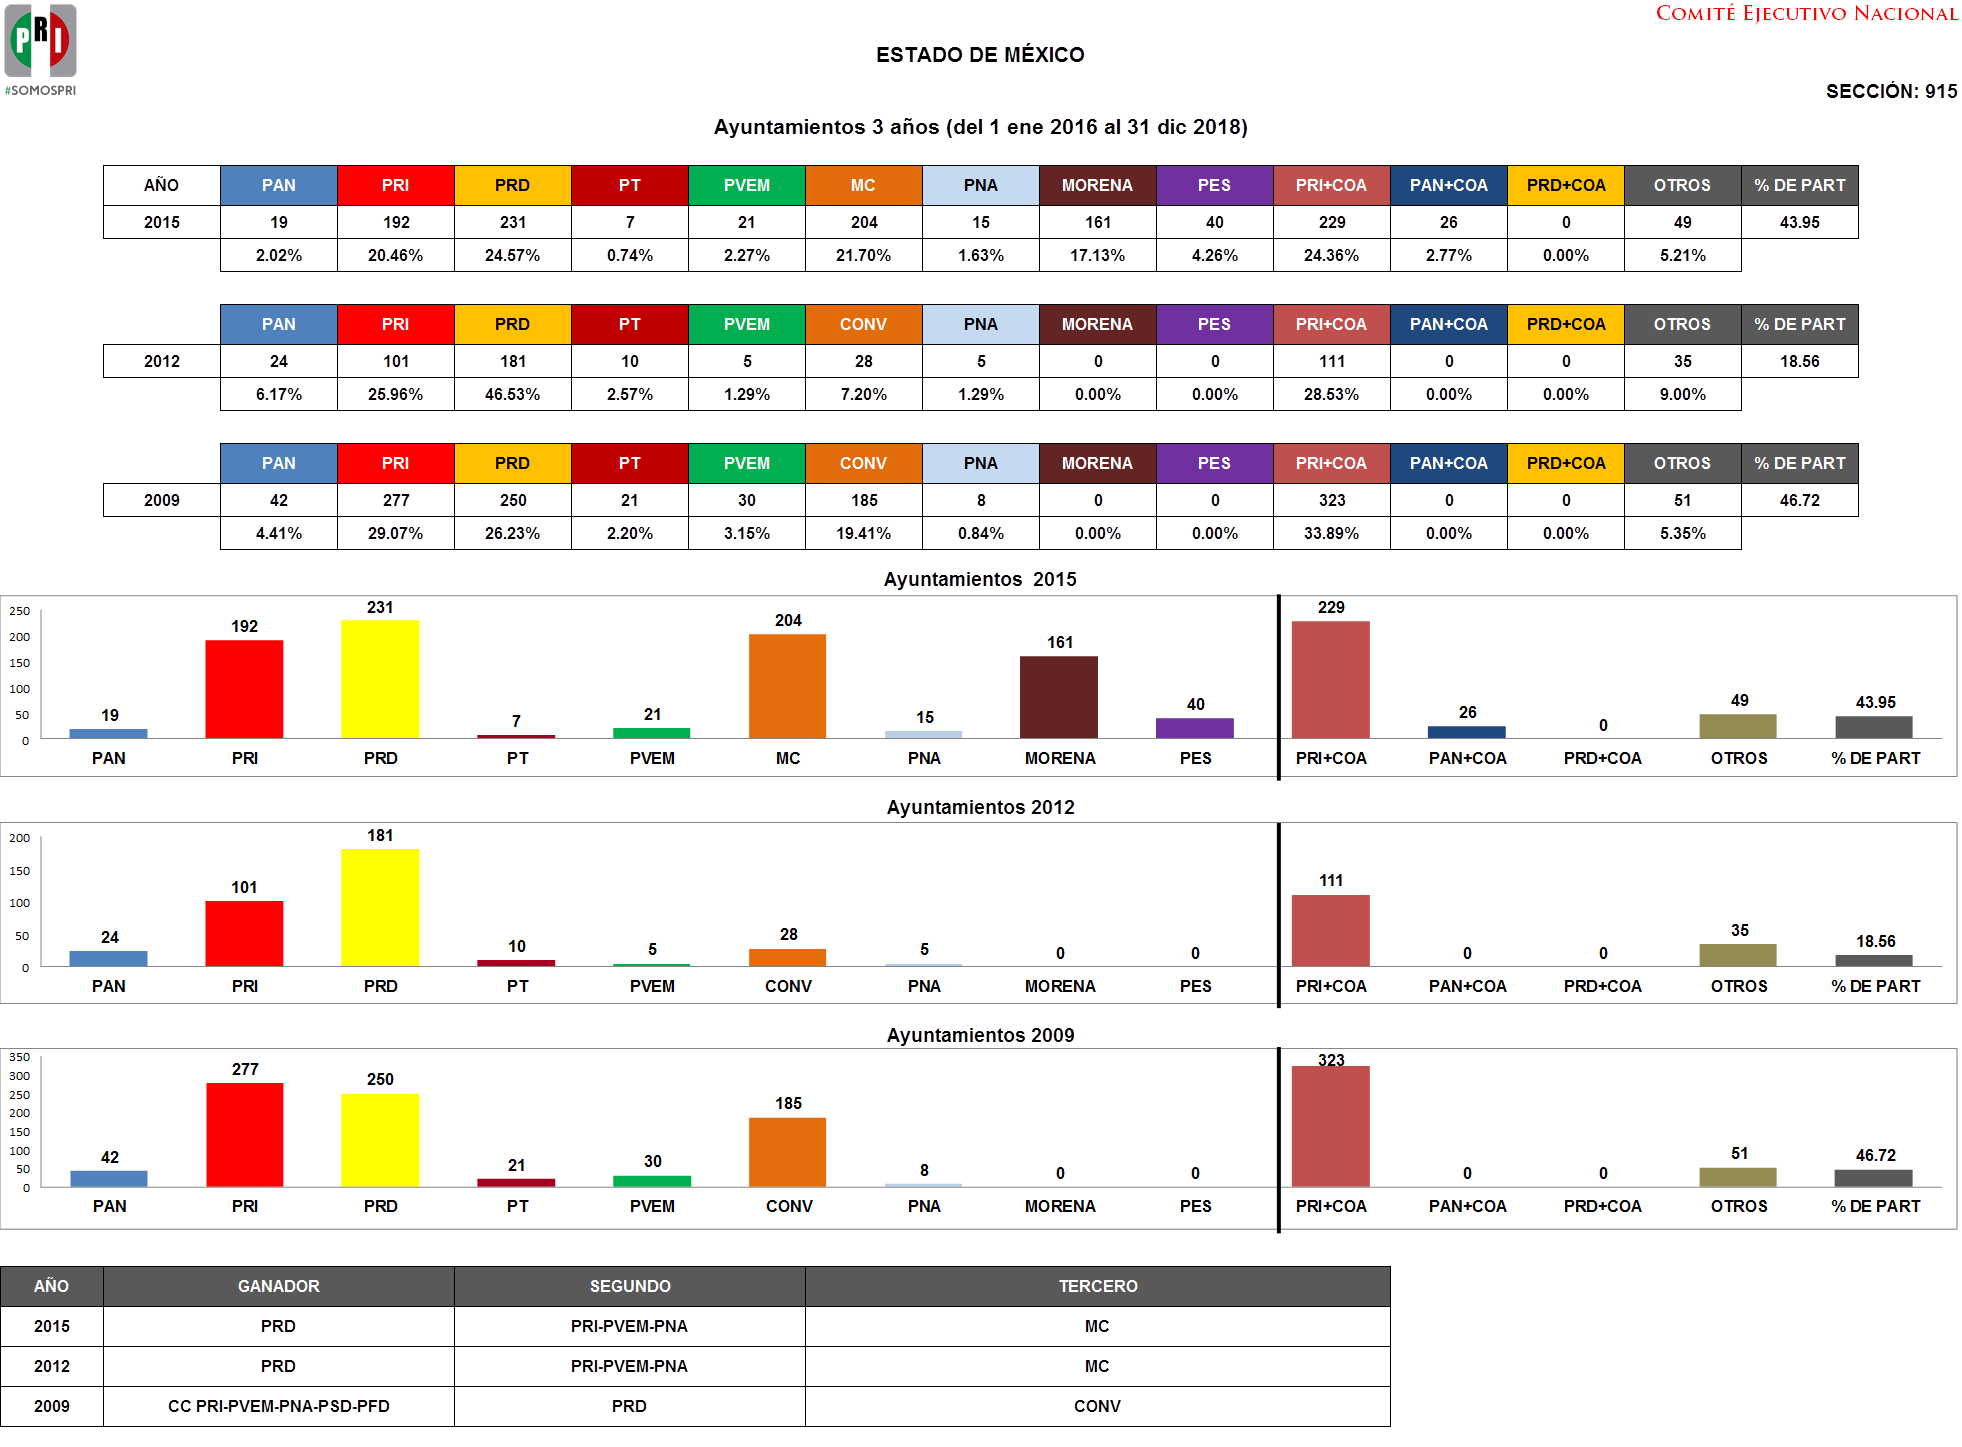 PRI
#SOMOSPRI
COMITÉ EJECUTIVO NACIONAL
ESTADO DE MÉXICO
SECCIÓN: 915
Ayuntamientos 3 años (del 1 ene 2016 al 31 dic 2018)
AÑO PAN PRI PRD PT PVEM MC PNA MORENA PES PRI+COA PAN+COA PRD+COA OTROS % DE PART
2015 19 192 231 7 21 204 15 161 40 229 26 0 49 43.95
2.02% 20.46% 24.57% 0.74% 2.27% 21.70% 1.63% 17.13% 4.26% 24.36% 2.77% 0.00% 5.21%
PAN PRI PRD PT PVEM CONV PNA MORENA PES PRI+COA PAN+COA PRD+COA OTROS % DE PART
2012 24 101 181 10 5 28 5 0 0 111 0 0 35 18.56
6.17% 25.96% 46.53% 2.57% 1.29% 7.20% 1.29% 0.00% 0.00% 28.53% 0.00% 0.00% 9.00%
PAN PRI PRD PT PVEM CONV PNA MORENA PES PRI+COA PAN+COA PRD+COA OTROS % DE PART
2009 42 277 250 21 30 185 8 0 0 323 0 0 51 46.72
4.41% 29.07% 26.23% 2.20% 3.15% 19.41% 0.84% 0.00% 0.00% 33.89% 0.00% 0.00% 5.35%
Ayuntamientos 2015
250
200
150
100
50
0
19 192 231 7 21 204 15 161 40 229 26 0 49 43.95
PAN PRI PRD PT PVEM MC PNA MORENA PES PRI+COA PAN+COA PRD+COA OTROS % DE PART
Ayuntamientos 2012
200
150
100
50
0
24 101 181 10 5 28 5 0 0 111 0 0 35 18.56
PAN PRI PRD PT PVEM CONV PNA MORENA PES PRI+COA PAN+COA PRD+COA OTROS % DE PART
Ayuntamientos 2009
350
300
250
200
150
100
50
0
42 277 250 21 30 185 8 0 0 323 0 0 51 46.72
PAN PRI PRD PT PVEM CONV PNA MORENA PES PRI+COA PAN+COA PRD+COA OTROS % DE PART
AÑO GANADOR SEGUNDO TERCERO
2015 PRD PRI-PVEM-PNA MC
2012 PRD PRI-PVEM-PNA MC
2009 CC PRI-PVEM-PNA-PSD-PFD PRD CONV